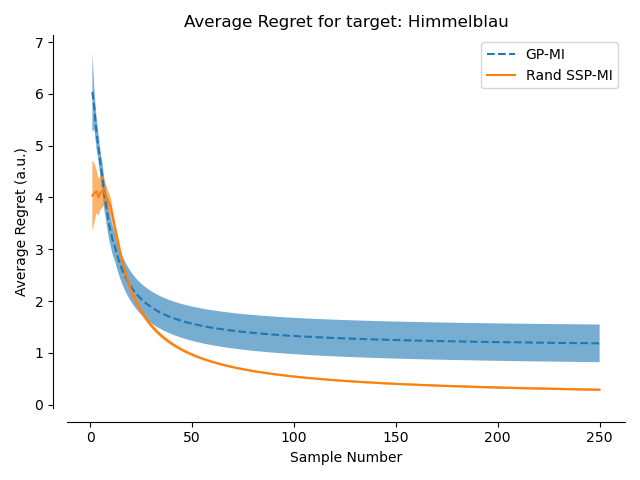 Average Regret for target: Himmelblau
GP-MI
Rand SSP-MI
Average Regret (a.u.)
7
6
5
4
3
2
1
0
0 50 100 150 200 250
Sample Number